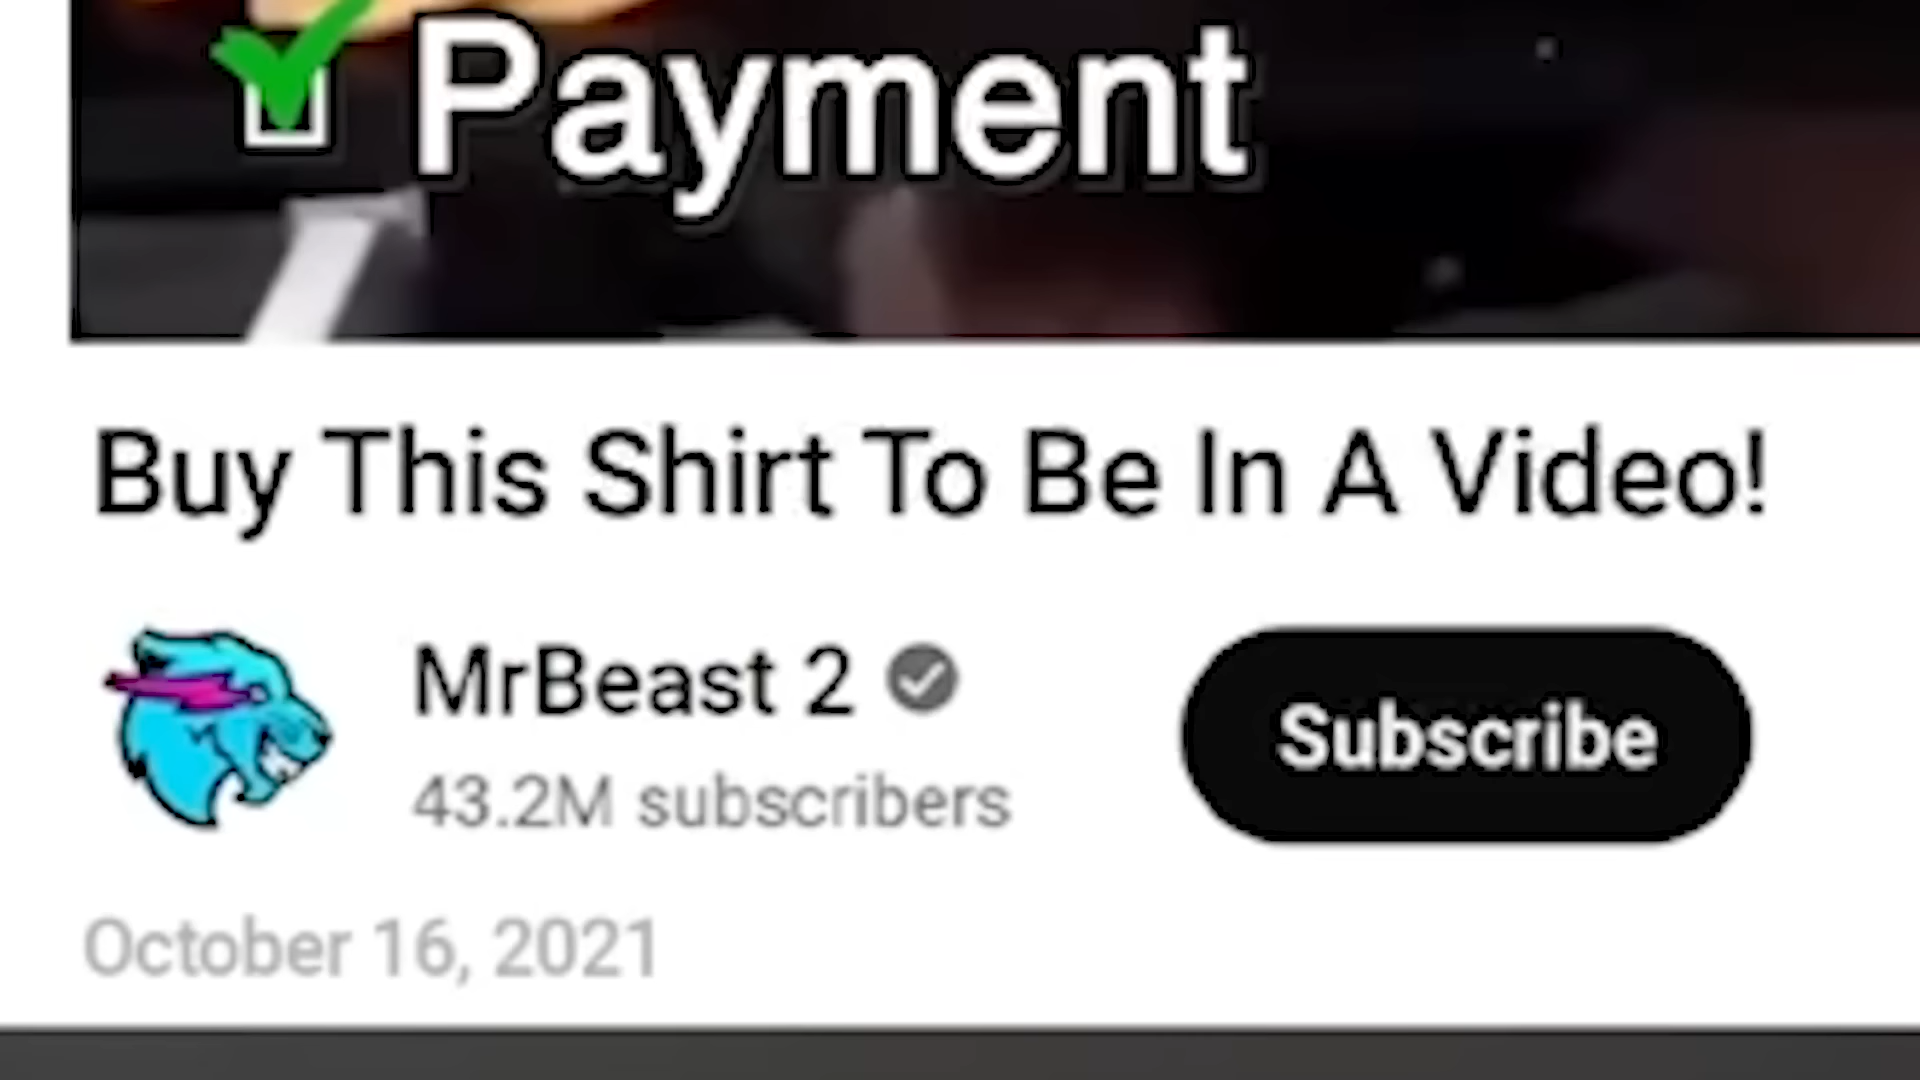 Payment
Buy This Shirt To Be In A Video!
MrBeast 2
Subscribe
43.2M subscribers
October 16, 2021